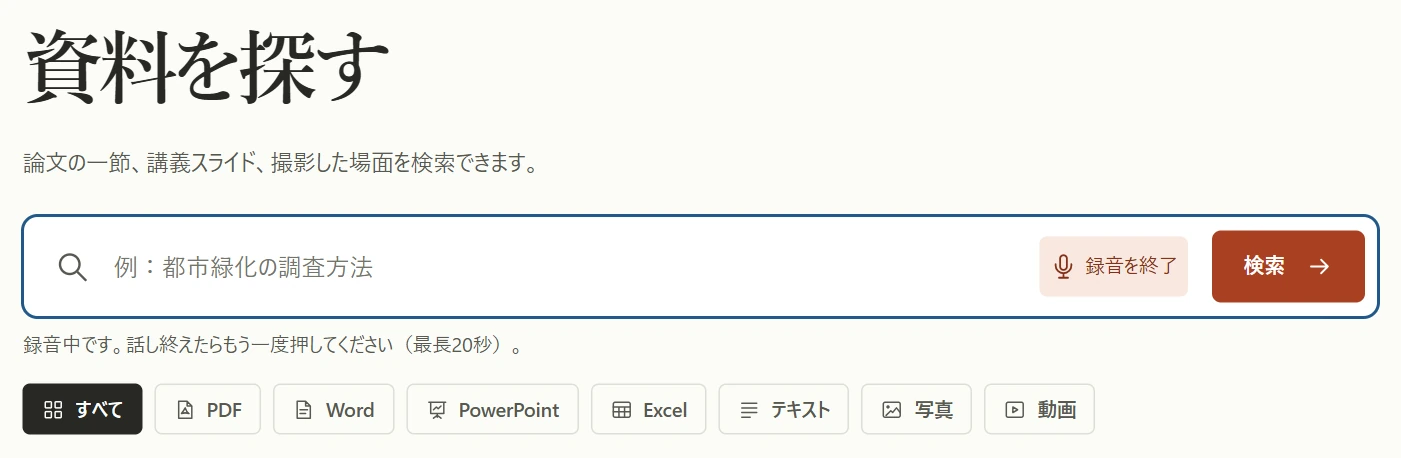 資料を探す
論文の一節、講義スライド、撮影した場面を検索できます。
例：都市緑化の調査方法 録音を終了 検索 →
録音中です。話し終えたらもう一度押してください（最長20秒）。
すべて PDF Word PowerPoint Excel テキスト 写真 動画